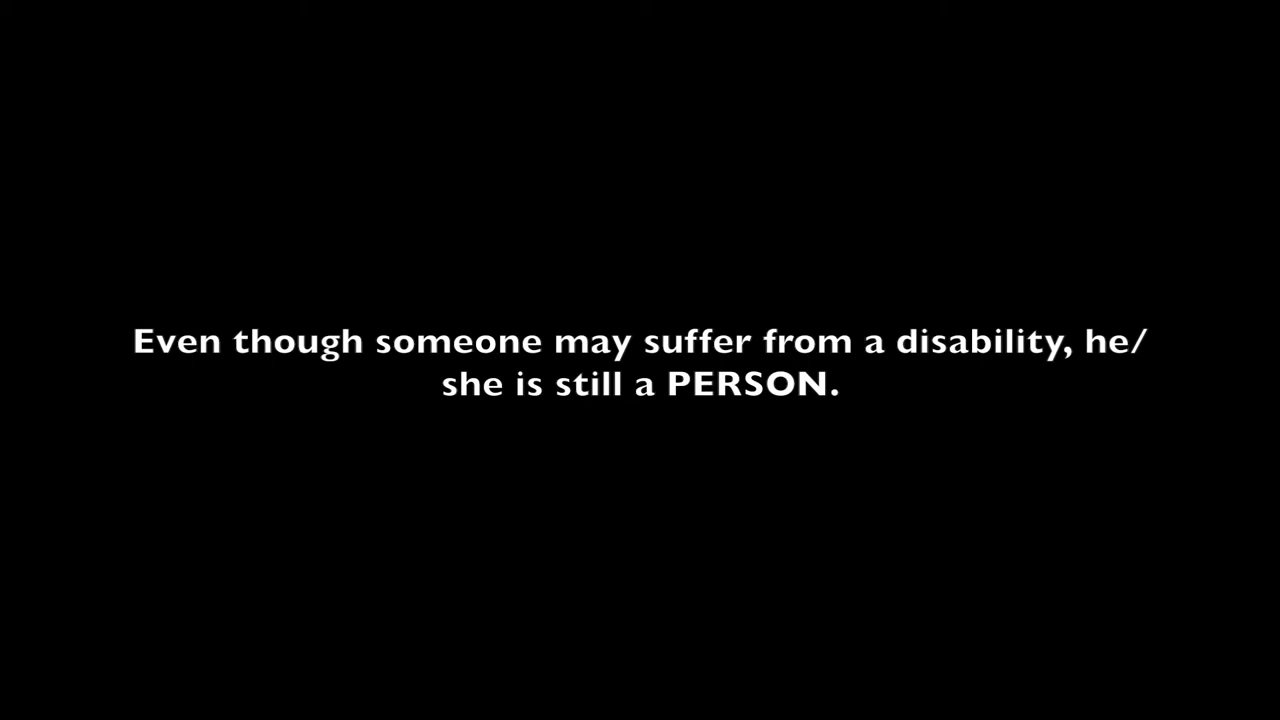 Even though someone may suffer from a disability, he/
she is still a PERSON.